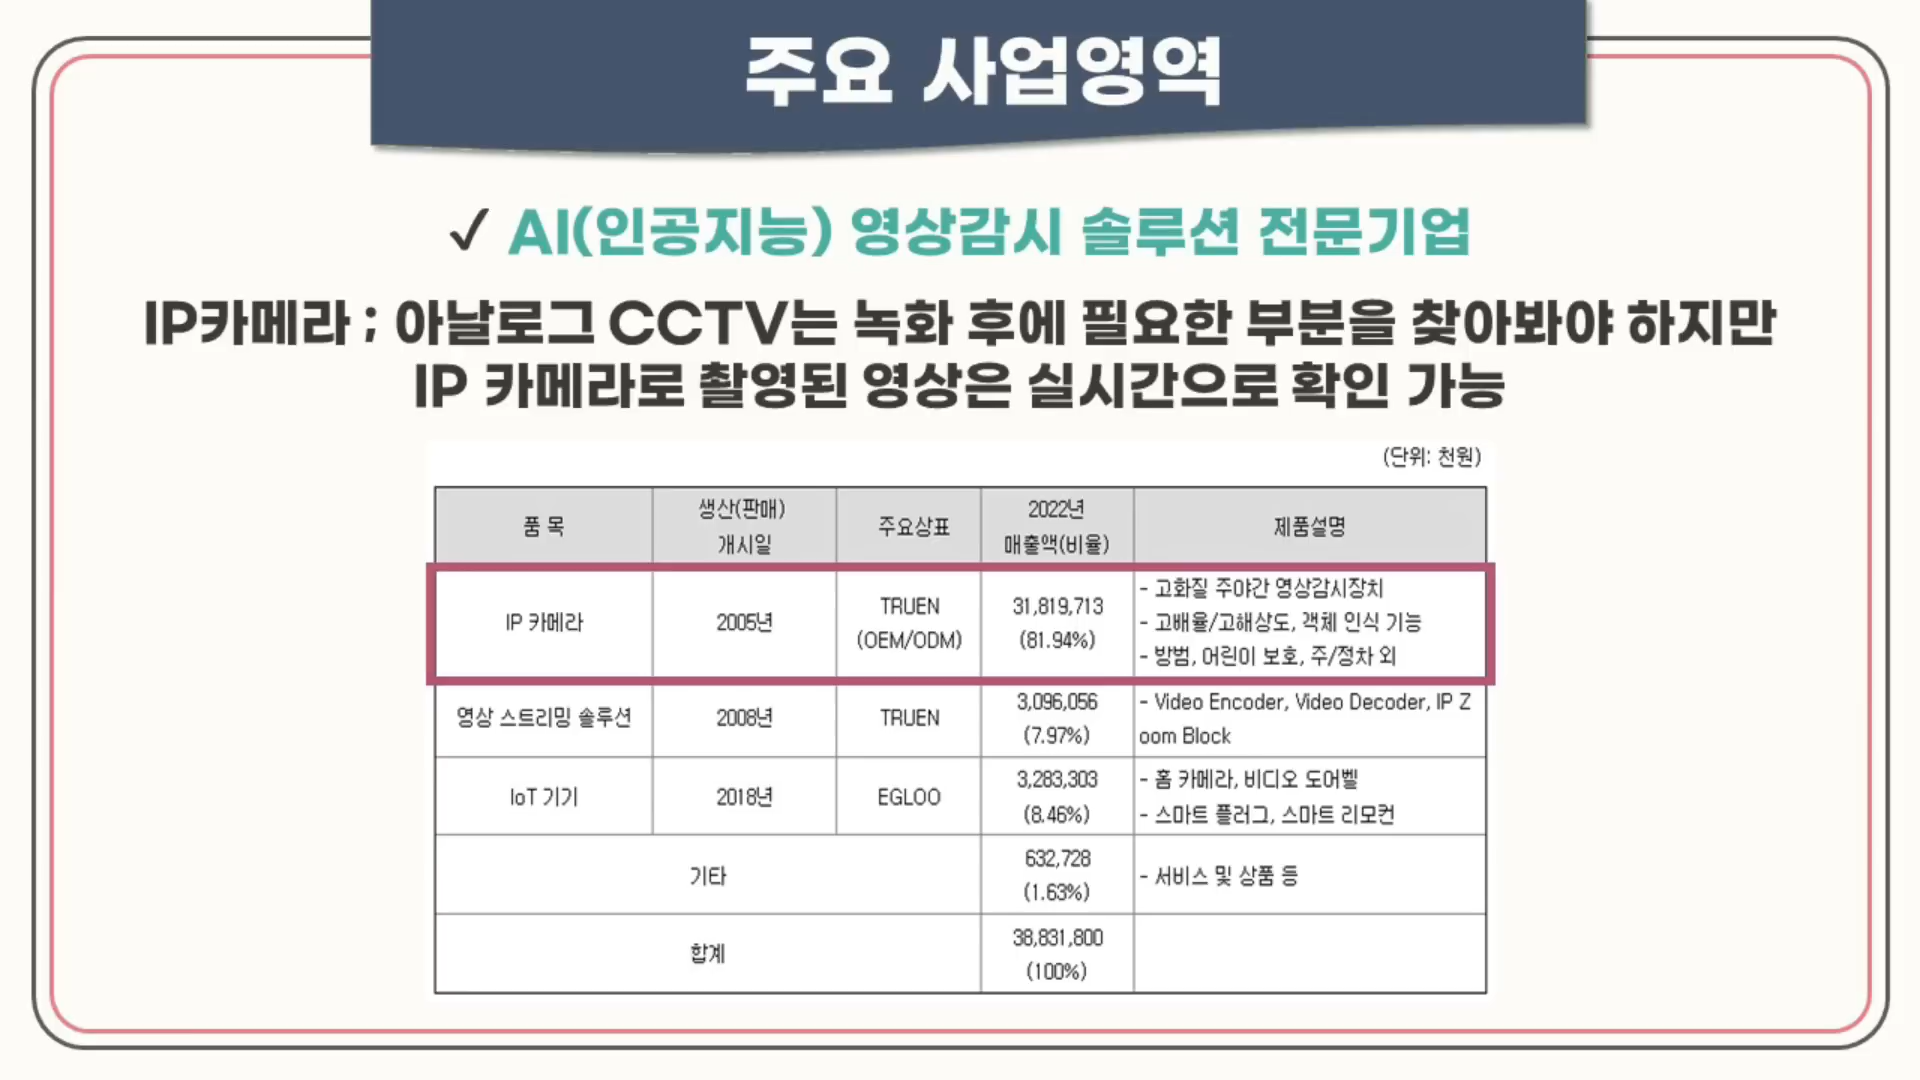 주요 사업영역
✓ AI(인공지능) 영상감시 솔루션 전문기업
IP카메라 ; 아날로그 CCTV는 녹화 후에 필요한 부분을 찾아봐야 하지만
IP 카메라로 촬영된 영상은 실시간으로 확인 가능
(단위: 천원)
품 목
생산(판매)
개시일
주요상표
2022년
매출액(비율)
제품설명
IP 카메라
2005년
TRUEN
(OEM/ODM)
31,819,713
(81.94%)
- 고화질 주야간 영상감시장치
- 고배율/고해상도, 객체 인식 기능
- 방범, 어린이 보호, 주/정차 외
영상 스트리밍 솔루션
2008년
TRUEN
3,096,056
(7.97%)
- Video Encoder, Video Decoder, IP Z
oom Block
IoT 기기
2018년
EGLOO
3,283,303
(8.46%)
- 홈 카메라, 비디오 도어벨
- 스마트 플러그, 스마트 리모컨
기타
632,728
(1.63%)
- 서비스 및 상품 등
합계
38,831,800
(100%)